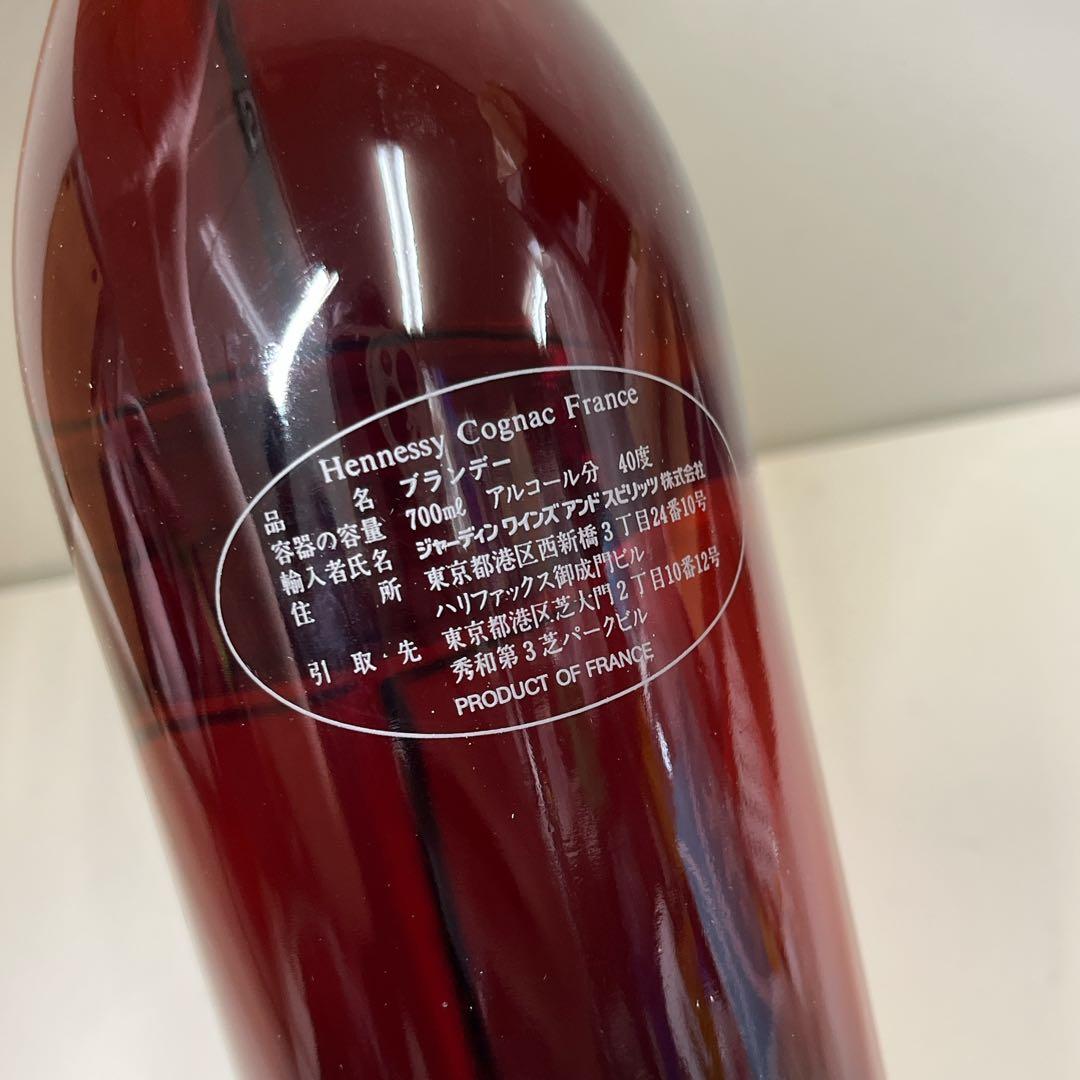 Hennessy Cognac France
品名 ブランデー
容器の容量 700ml アルコール分 40度
輸入者氏名 ジャーディン ワインズ アンド スピリッツ 株式会社
住所 東京都港区西新橋3丁目24番10号
ハリファックス御成門ビル
引取先 東京都港区芝大門2丁目10番12号
秀和第3芝パークビル
PRODUCT OF FRANCE